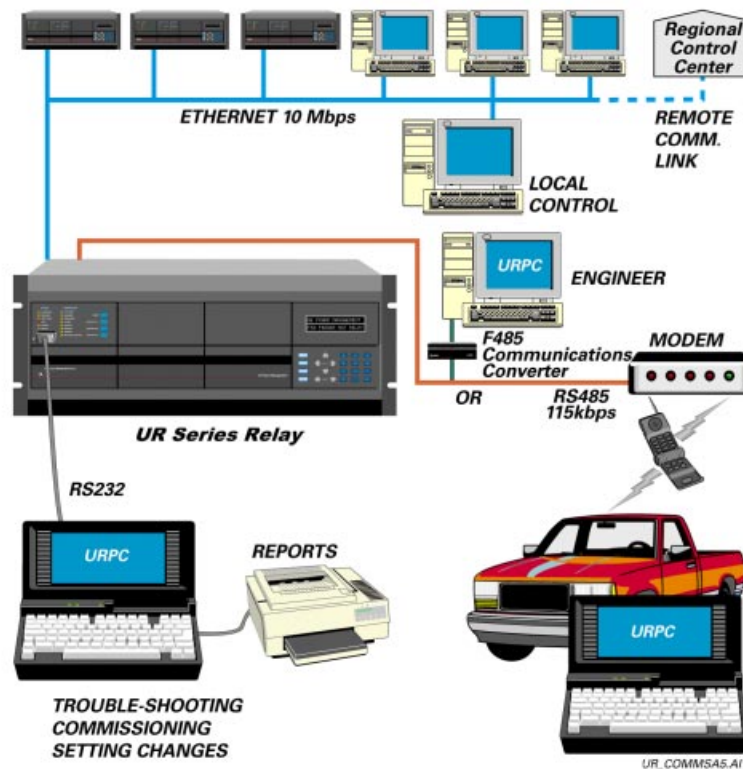 Regional
Control
Center
ETHERNET 10 Mbps
REMOTE
COMM.
LINK
LOCAL
CONTROL
URPC
ENGINEER
F485
Communications
Converter
MODEM
OR
RS485
115kbps
UR Series Relay
RS232
URPC
REPORTS
URPC
TROUBLE-SHOOTING
COMMISSIONING
SETTING CHANGES
UR_COMMSA5.AI